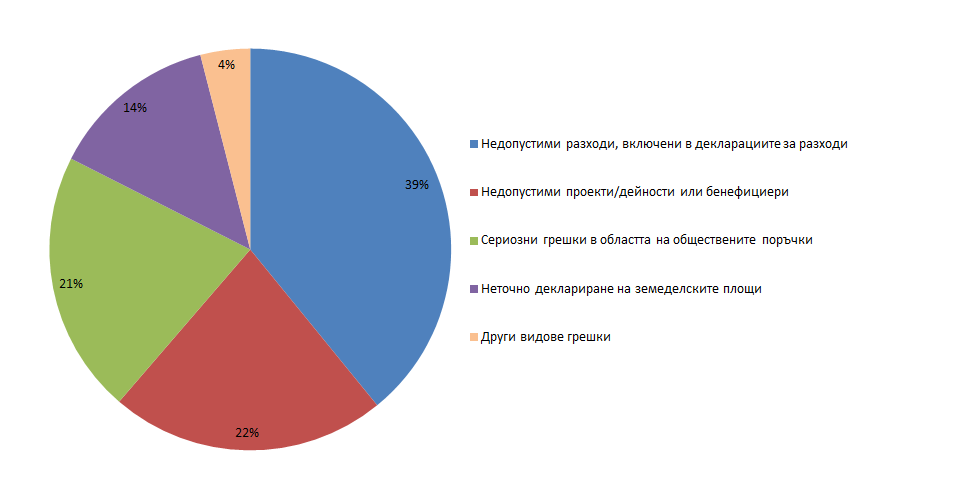 4%
14%
39%
21%
22%
Недопустими разходи, включени в декларациите за разходи
Недопустими проекти/дейности или бенефициери
Сериозни грешки в областта на обществените поръчки
Неточно деклариране на земеделските площи
Други видове грешки